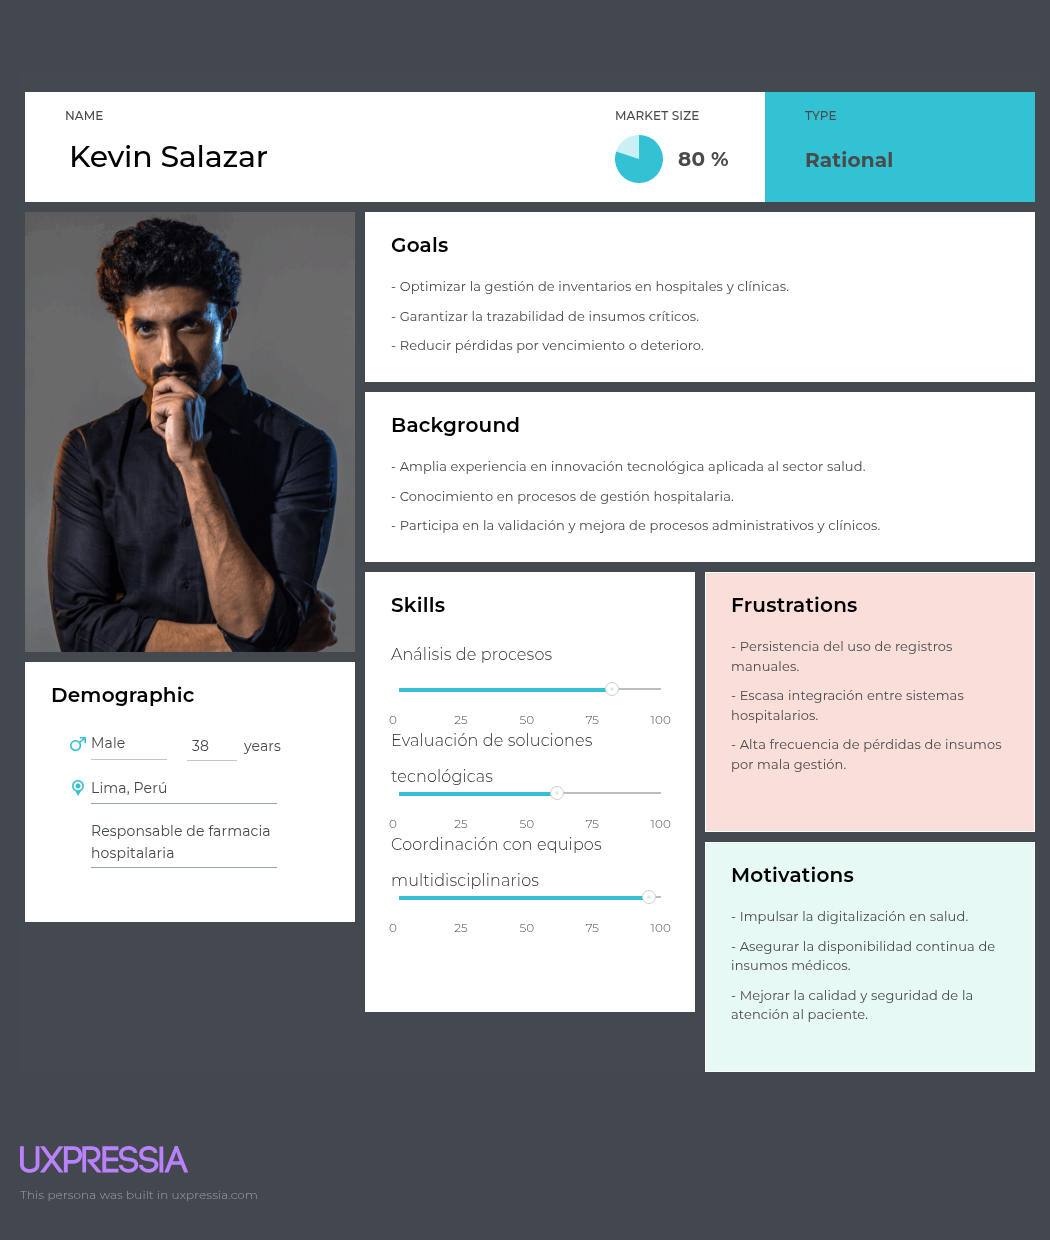 NAME
Kevin Salazar
MARKET SIZE
80 %
TYPE
Rational
Goals
- Optimizar la gestión de inventarios en hospitales y clínicas.
- Garantizar la trazabilidad de insumos críticos.
- Reducir pérdidas por vencimiento o deterioro.
Background
- Amplia experiencia en innovación tecnológica aplicada al sector salud.
- Conocimiento en procesos de gestión hospitalaria.
- Participa en la validación y mejora de procesos administrativos y clínicos.
Demographic
Male 38 years
Lima, Perú
Responsable de farmacia
hospitalaria
Skills
Análisis de procesos
0 25 50 75 100
Evaluación de soluciones
tecnológicas
0 25 50 75 100
Coordinación con equipos
multidisciplinarios
0 25 50 75 100
Frustrations
- Persistencia del uso de registros
manuales.
- Escasa integración entre sistemas
hospitalarios.
- Alta frecuencia de pérdidas de insumos
por mala gestión.
Motivations
- Impulsar la digitalización en salud.
- Asegurar la disponibilidad continua de
insumos médicos.
- Mejorar la calidad y seguridad de la
atención al paciente.
UXPRESSIA
This persona was built in uxpressia.com